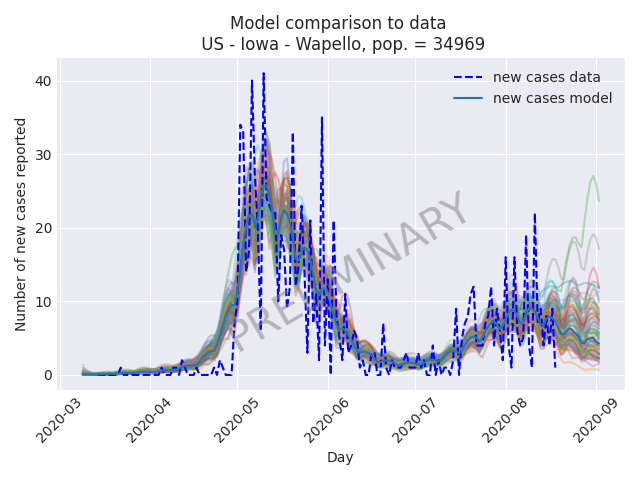 Model comparison to data
US - Iowa - Wapello, pop. = 34969
new cases data
new cases model
PRELIMINARY
Number of new cases reported
40
30
20
10
0
2020-03
2020-04
2020-05
2020-06
2020-07
2020-08
2020-09
Day